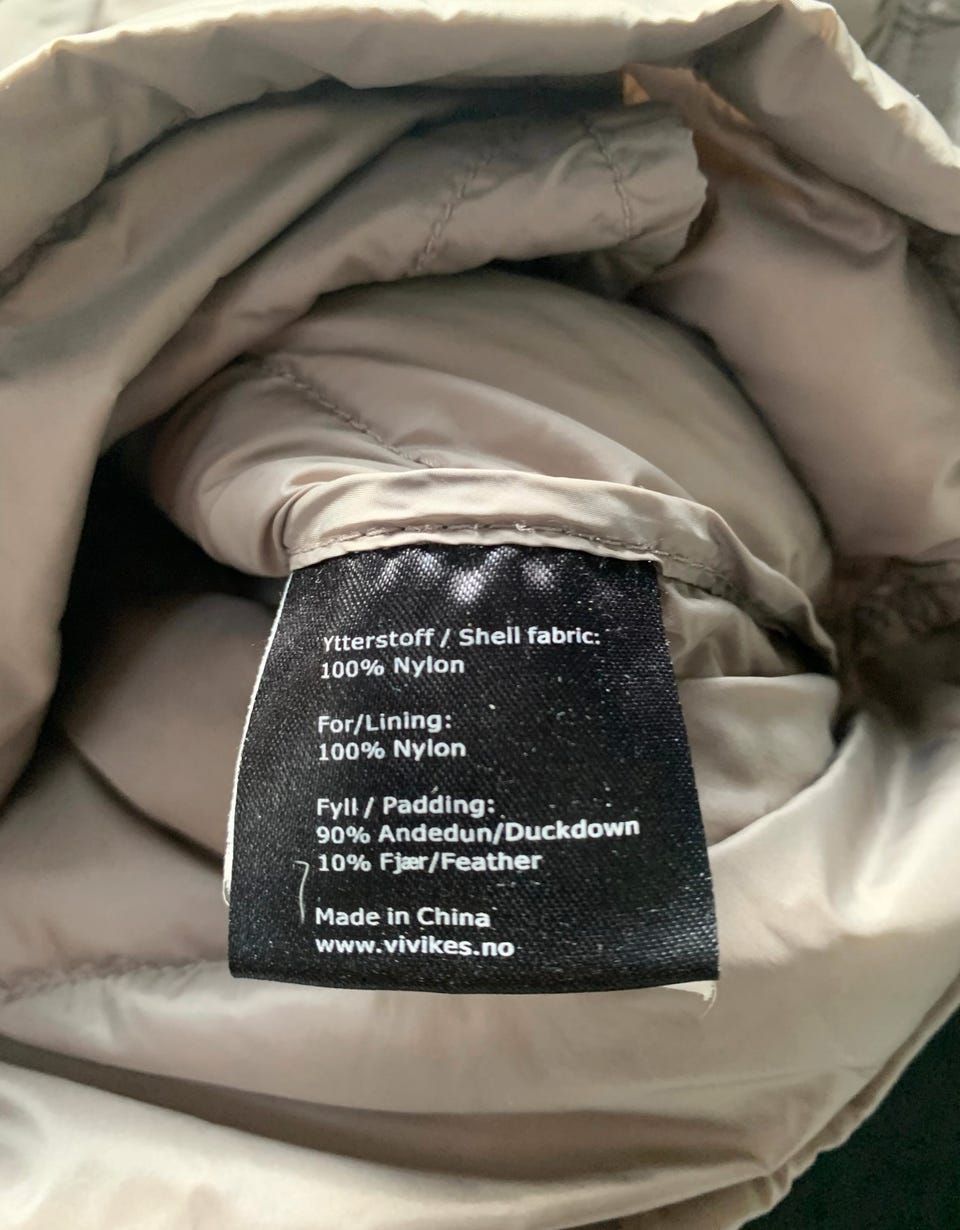 Ytterstoff / Shell fabric:
100% Nylon
For/Lining:
100% Nylon
Fyll / Padding:
90% Andedun/Duckdown
10% Fjær/Feather
Made in China
www.vivikes.no